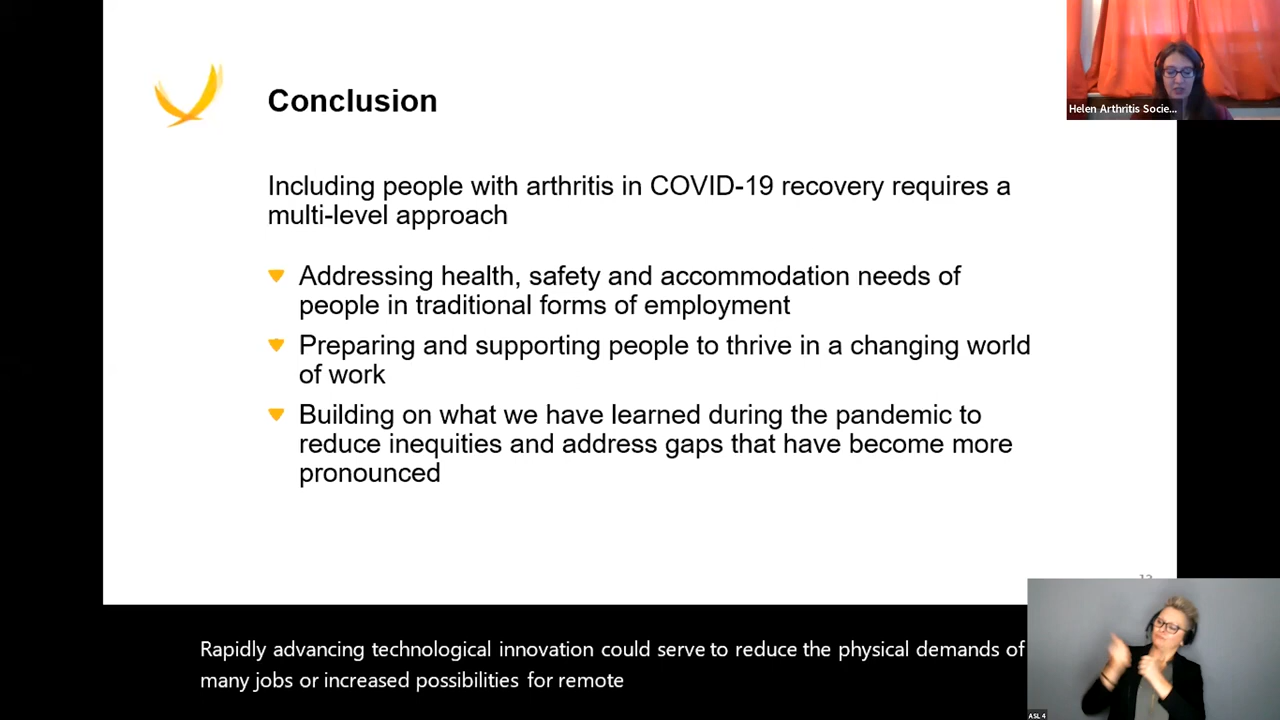 Conclusion
Including people with arthritis in COVID-19 recovery requires a
multi-level approach
Addressing health, safety and accommodation needs of
people in traditional forms of employment
Preparing and supporting people to thrive in a changing world
of work
Building on what we have learned during the pandemic to
reduce inequities and address gaps that have become more
pronounced
Helen Arthritis Socie...
Rapidly advancing technological innovation could serve to reduce the physical demands of
many jobs or increased possibilities for remote
ASL 4